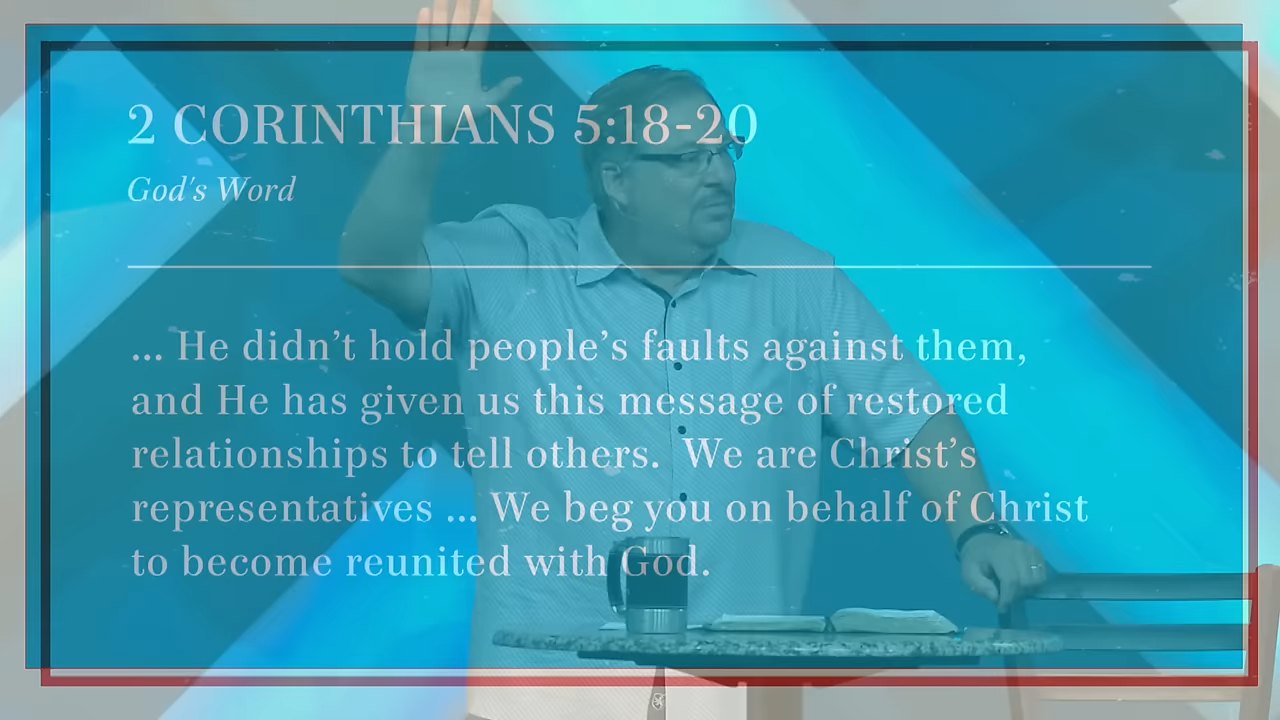 2 CORINTHIANS 5:18-20
God's Word
... He didn’t hold people’s faults against them,
and He has given us this message of restored
relationships to tell others.  We are Christ’s
representatives ... We beg you on behalf of Christ
to become reunited with God.